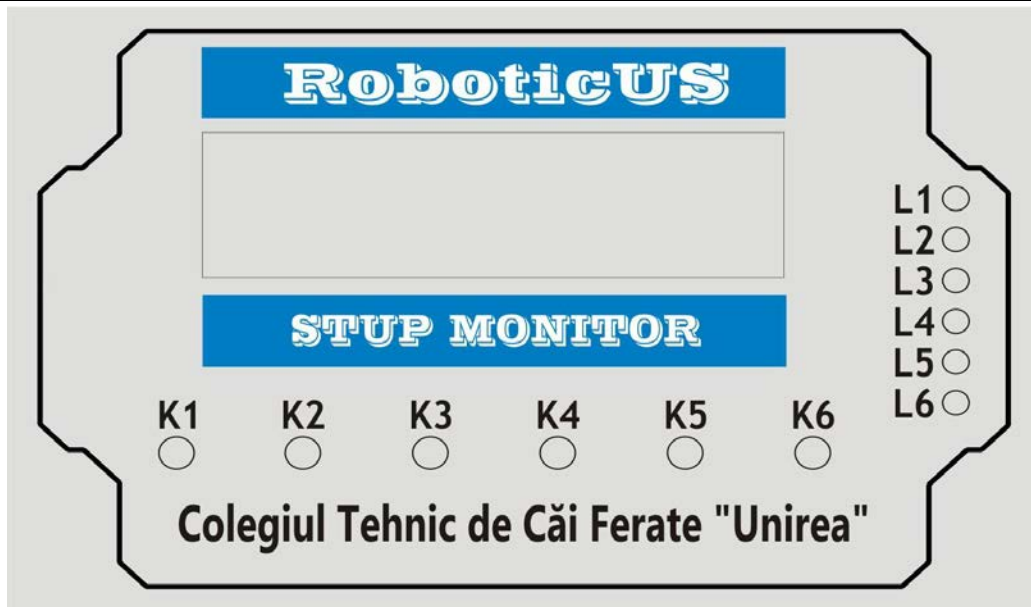 RoboticUS
L1
L2
L3
STUP MONITOR
L4
L5
L6
K1 K2 K3 K4 K5 K6
Colegiul Tehnic de Căi Ferate "Unirea"